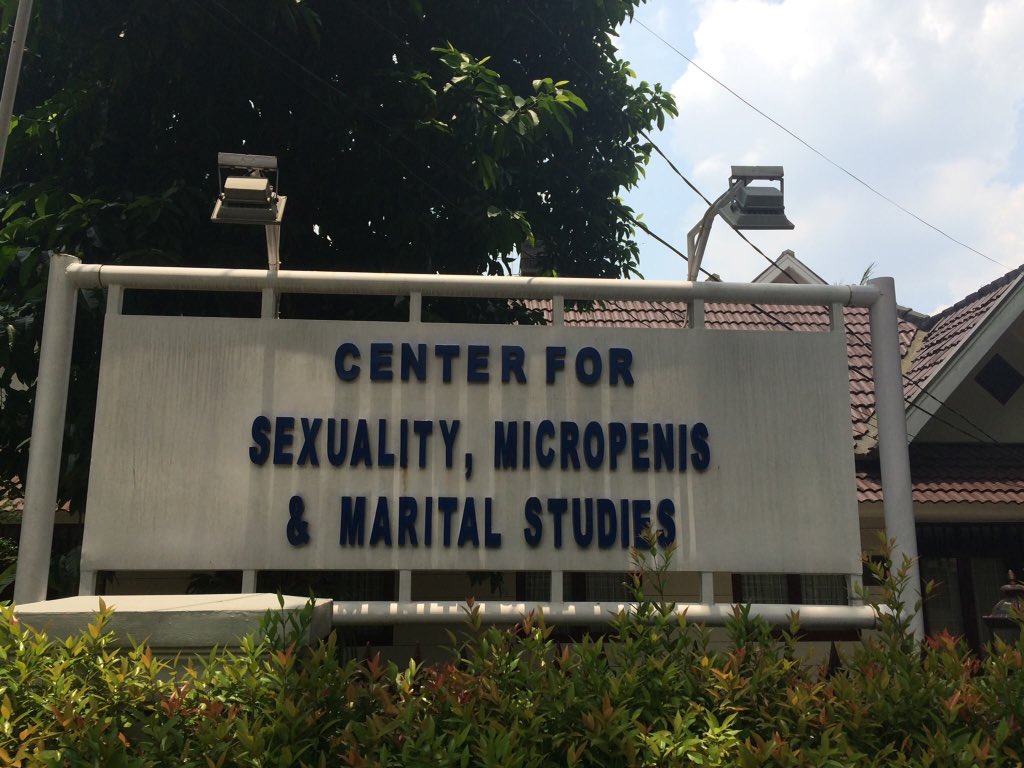 CENTER FOR
SEXUALITY, MICROPENIS
& MARITAL STUDIES